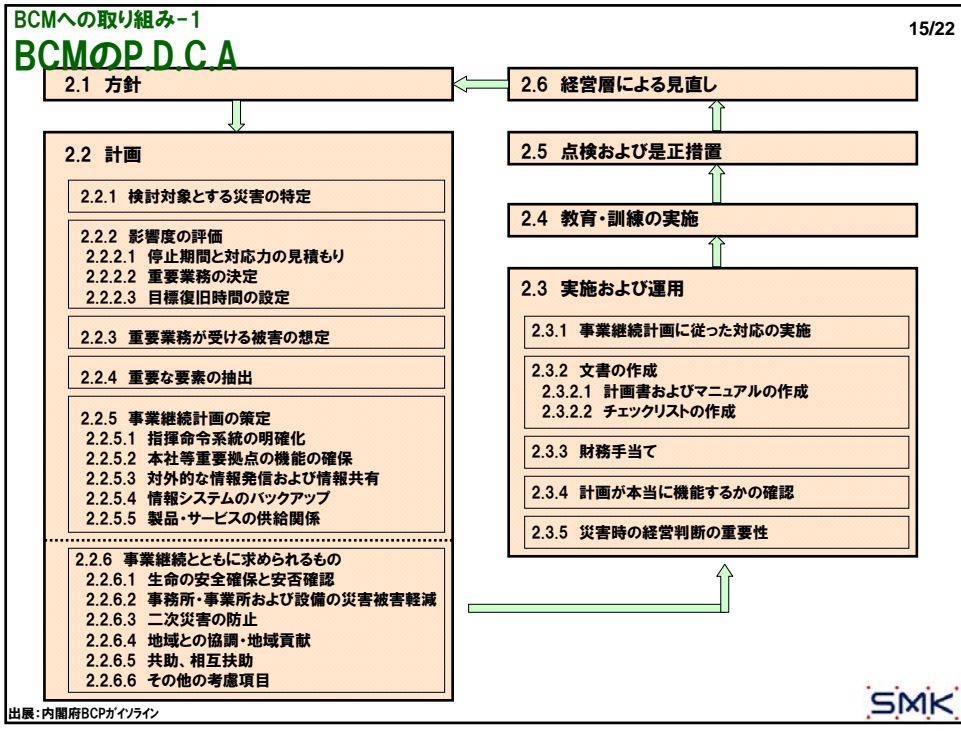 BCMへの取り組み-1
15/22
BCMのP.D.C.A
2.1 方針
2.2 計画
2.2.1 検討対象とする災害の特定
2.2.2 影響度の評価
2.2.2.1 停止期間と対応力の見積もり
2.2.2.2 重要業務の決定
2.2.2.3 目標復旧時間の設定
2.2.3 重要業務が受ける被害の想定
2.2.4 重要な要素の抽出
2.2.5 事業継続計画の策定
2.2.5.1 指揮命令系統の明確化
2.2.5.2 本社等重要拠点の機能の確保
2.2.5.3 対外的な情報発信および情報共有
2.2.5.4 情報システムのバックアップ
2.2.5.5 製品・サービスの供給関係
2.2.6 事業継続とともに求められるもの
2.2.6.1 生命の安全確保と安否確認
2.2.6.2 事務所・事業所および設備の災害被害軽減
2.2.6.3 二次災害の防止
2.2.6.4 地域との協調・地域貢献
2.2.6.5 共助、相互扶助
2.2.6.6 その他の考慮項目
2.6 経営層による見直し
2.5 点検および是正措置
2.4 教育・訓練の実施
2.3 実施および運用
2.3.1 事業継続計画に従った対応の実施
2.3.2 文書の作成
2.3.2.1 計画書およびマニュアルの作成
2.3.2.2 チェックリストの作成
2.3.3 財務手当て
2.3.4 計画が本当に機能するかの確認
2.3.5 災害時の経営判断の重要性
出展：内閣府BCPガイソライン
SMK